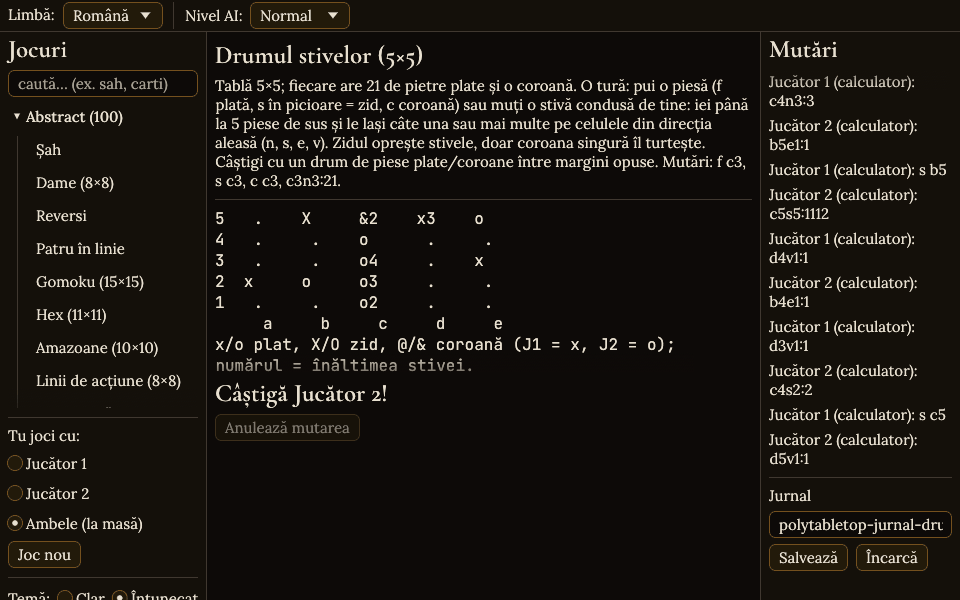 Limbă: Română ▼ Nivel AI: Normal ▼
Jocuri
caută... (ex. sah, carti)
▾ Abstract (100)
Șah
Dame (8×8)
Reversi
Patru în linie
Gomoku (15×15)
Hex (11×11)
Amazoane (10×10)
Linii de acțiune (8×8)
Tu joci cu:
Jucător 1
Jucător 2
Ambele (la masă)
Joc nou
Temă: Clar Întunecat
Drumul stivelor (5×5)
Tablă 5×5; fiecare are 21 de pietre plate și o coroană. O tură: pui o piesă (f
plată, s în picioare = zid, c coroană) sau muți o stivă condusă de tine: iei până
la 5 piese de sus și le lași câte una sau mai multe pe celulele din direcția
aleasă (n, s, e, v). Zidul oprește stivele, doar coroana singură îl turtește.
Câștigi cu un drum de piese plate/coroane între margini opuse. Mutări: f c3,
s c3, c c3, c3n3:21.
5 . X &2 x3 o
4 . . o . .
3 . . o4 . x
2 x o o3 . .
1 . . o2 . .
a b c d e
x/o plat, X/O zid, @/& coroană (J1 = x, J2 = o);
numărul = înălțimea stivei.
Câștigă Jucător 2!
Anulează mutarea
Mutări
Jucător 1 (calculator):
c4n3:3
Jucător 2 (calculator):
b5e1:1
Jucător 1 (calculator): s b5
Jucător 2 (calculator):
c5s5:1112
Jucător 1 (calculator):
d4v1:1
Jucător 2 (calculator):
b4e1:1
Jucător 1 (calculator):
d3v1:1
Jucător 2 (calculator):
c4s2:2
Jucător 1 (calculator): s c5
Jucător 2 (calculator):
d5v1:1
Jurnal
polytabletop-jurnal-dru
Salvează Încarcă